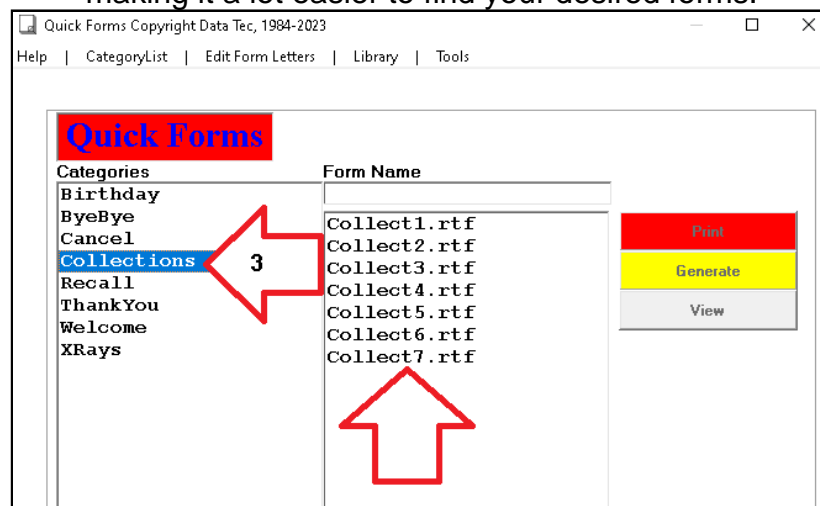 making it a lot easier to find your desired forms.
Quick Forms Copyright Data Tec, 1984-2023
Help | CategoryList | Edit Form Letters | Library | Tools
Quick Forms
Categories
Form Name
Birthday
ByeBye
Cancel
Collections
Recall
ThankYou
Welcome
XRays
3
Collect1.rtf
Collect2.rtf
Collect3.rtf
Collect4.rtf
Collect5.rtf
Collect6.rtf
Collect7.rtf
Print
Generate
View